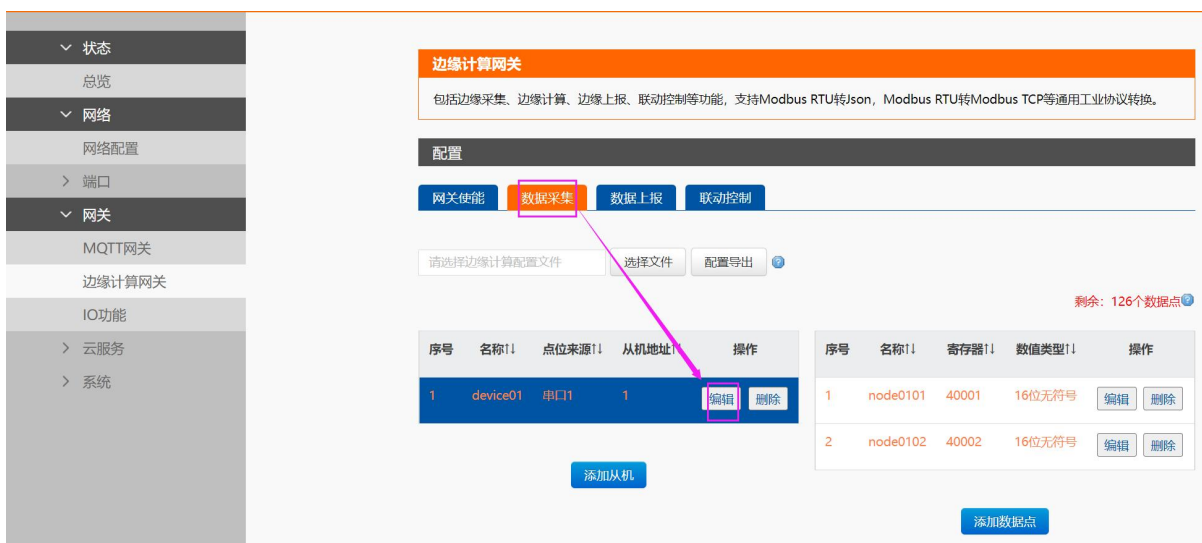 状态
总览
网络
网络配置
端口
网关
MQTT网关
边缘计算网关
IO功能
云服务
系统
边缘计算网关
包括边缘采集、边缘计算、边缘上报、联动控制等功能，支持Modbus RTU转Json，Modbus RTU转Modbus TCP等通用工业协议转换。
配置
网关使能 数据采集 数据上报 联动控制
请选择边缘计算配置文件 选择文件 配置导出
剩余：126个数据点
序号 名称↑↓ 点位来源↑↓ 从机地址↑↓ 操作
1 device01 串口1 1 编辑 删除
添加从机
序号 名称↑↓ 寄存器↑↓ 数值类型↑↓ 操作
1 node0101 40001 16位无符号 编辑 删除
2 node0102 40002 16位无符号 编辑 删除
添加数据点